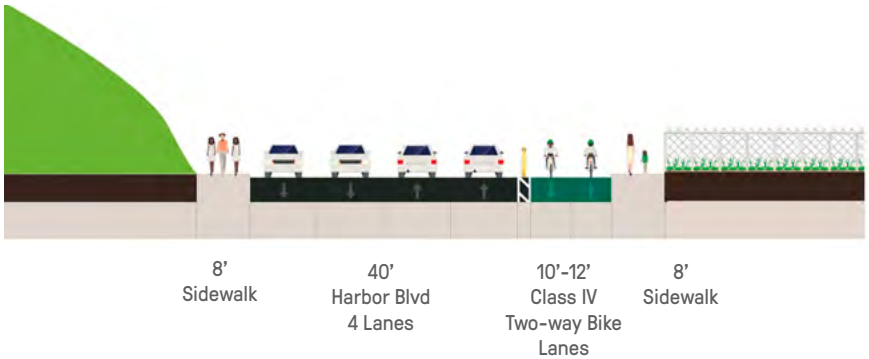 8’
Sidewalk
40’
Harbor Blvd
4 Lanes
10’-12’
Class IV
Two-way Bike
Lanes
8’
Sidewalk